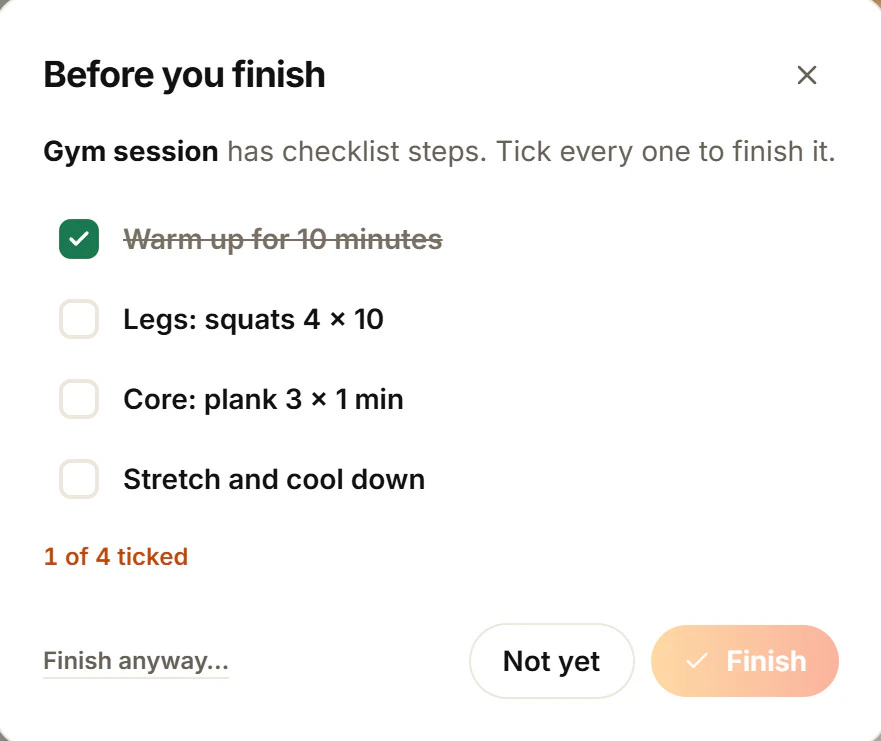 Before you finish
Gym session has checklist steps. Tick every one to finish it.
Warm up for 10 minutes
Legs: squats 4 × 10
Core: plank 3 × 1 min
Stretch and cool down
1 of 4 ticked
Finish anyway...
Not yet
Finish